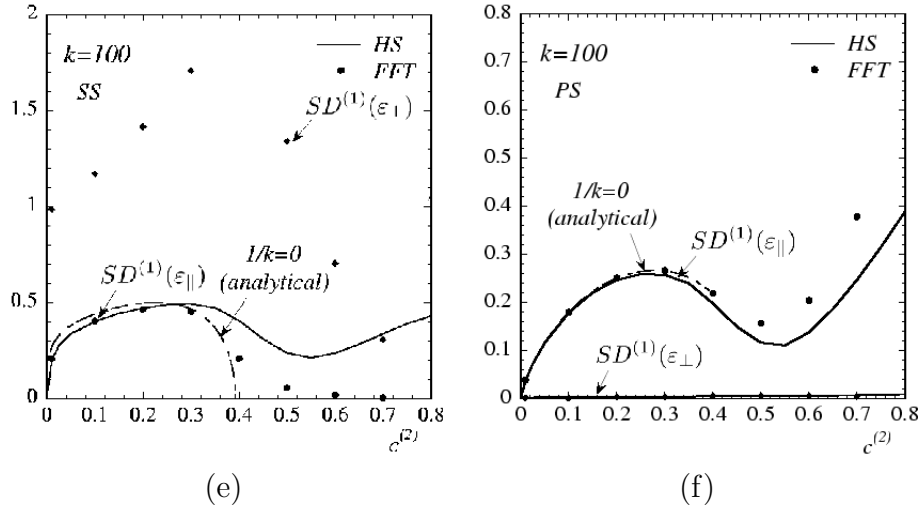 2
k=100
HS
FFT
SS
1.5
SD^{(1)}(ε_⊥)
1
1/k=0
(analytical)
SD^{(1)}(ε_∥)
0.5
0
0 0.1 0.2 0.3 0.4 0.5 0.6 0.7 0.8
c^{(2)}
(e)
0.8
k=100
HS
FFT
0.7
PS
0.6
0.5
1/k=0
0.4
(analytical)
SD^{(1)}(ε_∥)
0.3
0.2
0.1
SD^{(1)}(ε_⊥)
0
0 0.1 0.2 0.3 0.4 0.5 0.6 0.7 0.8
c^{(2)}
(f)